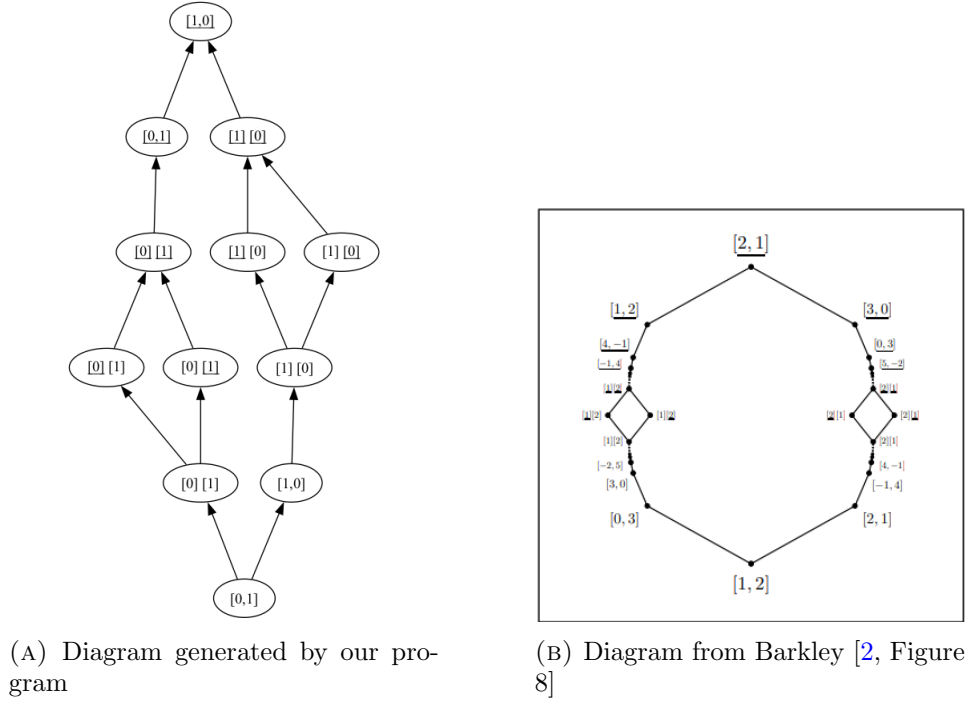 [1,0]
[0,1] [1] [0]
[0] [1] [1] [0] [1] [0]
[0] [1] [0] [1] [1] [0]
[0] [1] [1,0]
[0,1]
(A) Diagram generated by our pro-
gram
[2, 1]
[1, 2] [3, 0]
[4, −1] [0, 3]
[−1, 4] [5, −2]
[1][2] [2][1]
[1][2] [1][2] [2][1] [2][1]
[1][2] [2][1]
[−2, 5] [4, −1]
[3, 0] [−1, 4]
[0, 3] [2, 1]
[1, 2]
(B) Diagram from Barkley [2, Figure
8]